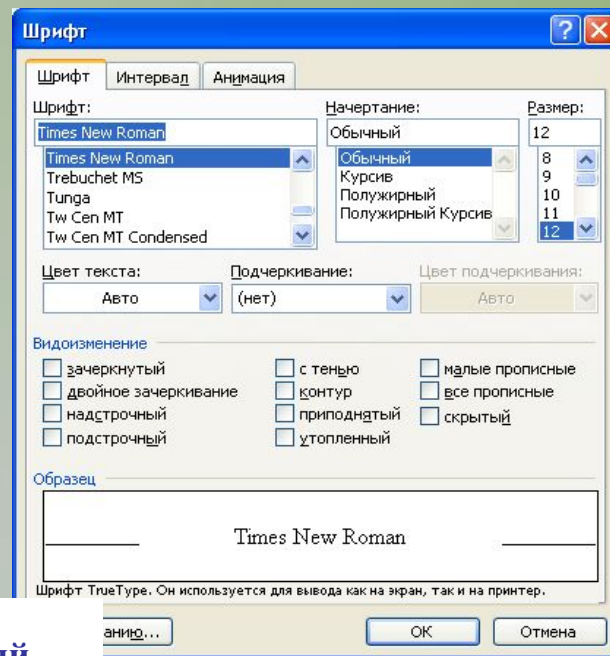 Шрифт
Шрифт Интервал Анимация
Шрифт: Начертание: Размер:
Times New Roman Обычный 12
Times New Roman Обычный 8
Trebuchet MS Курсив 9
Tunga Полужирный 10
Tw Cen MT Полужирный Курсив 11
Tw Cen MT Condensed 12
Цвет текста: Подчеркивание: Цвет подчеркивания:
Авто (нет) Авто
Видоизменение
зачеркнутый с тенью малые прописные
двойное зачеркивание контур все прописные
надстрочный приподнятый скрытый
подстрочный утопленный
Образец
Times New Roman
Шрифт TrueType. Он используется для вывода как на экран, так и на принтер.
анию... ОК Отмена
ий